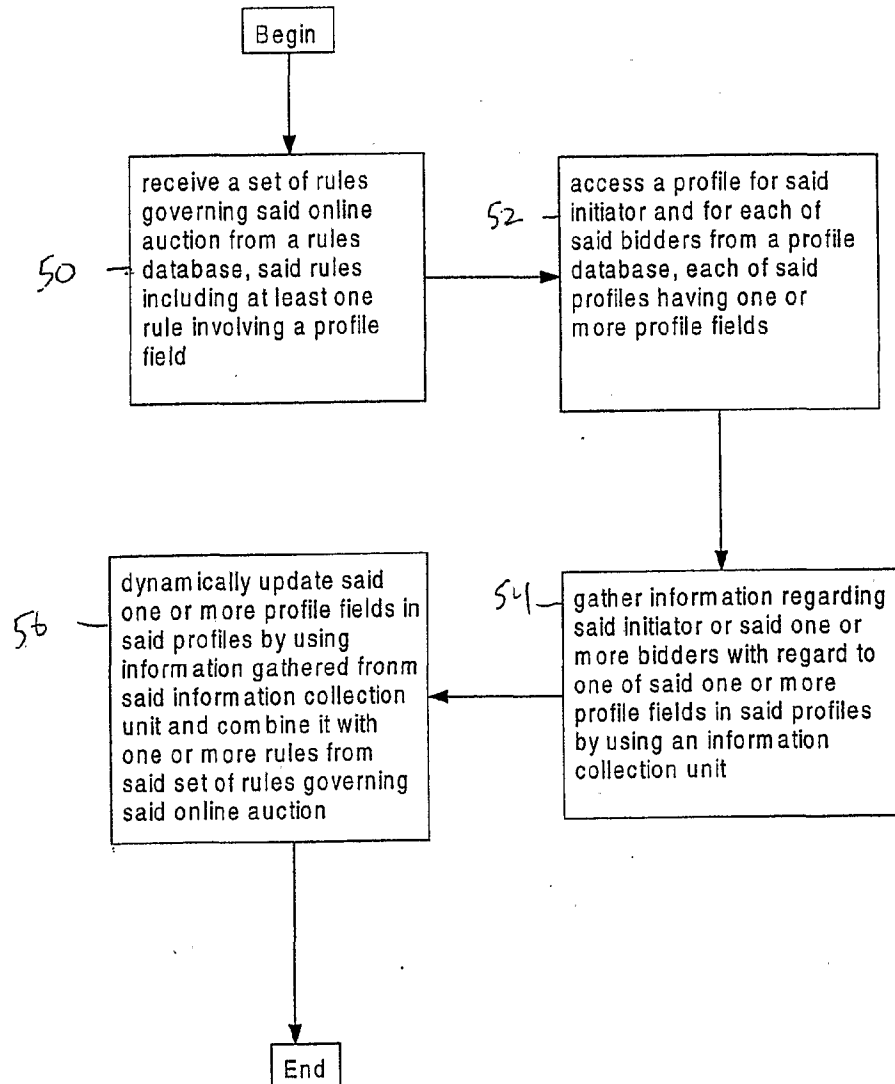 Begin
receive a set of rules
governing said online
auction from a rules
database, said rules
including at least one
rule involving a profile
field
50
52
access a profile for said
initiator and for each of
said bidders from a profile
database, each of said
profiles having one or
more profile fields
54
gather information regarding
said initiator or said one or
more bidders with regard to
one of said one or more
profile fields in said profiles
by using an information
collection unit
56
dynamically update said
one or more profile fields in
said profiles by using
information gathered fronm
said information collection
unit and combine it with
one or more rules from
said set of rules governing
said online auction
End